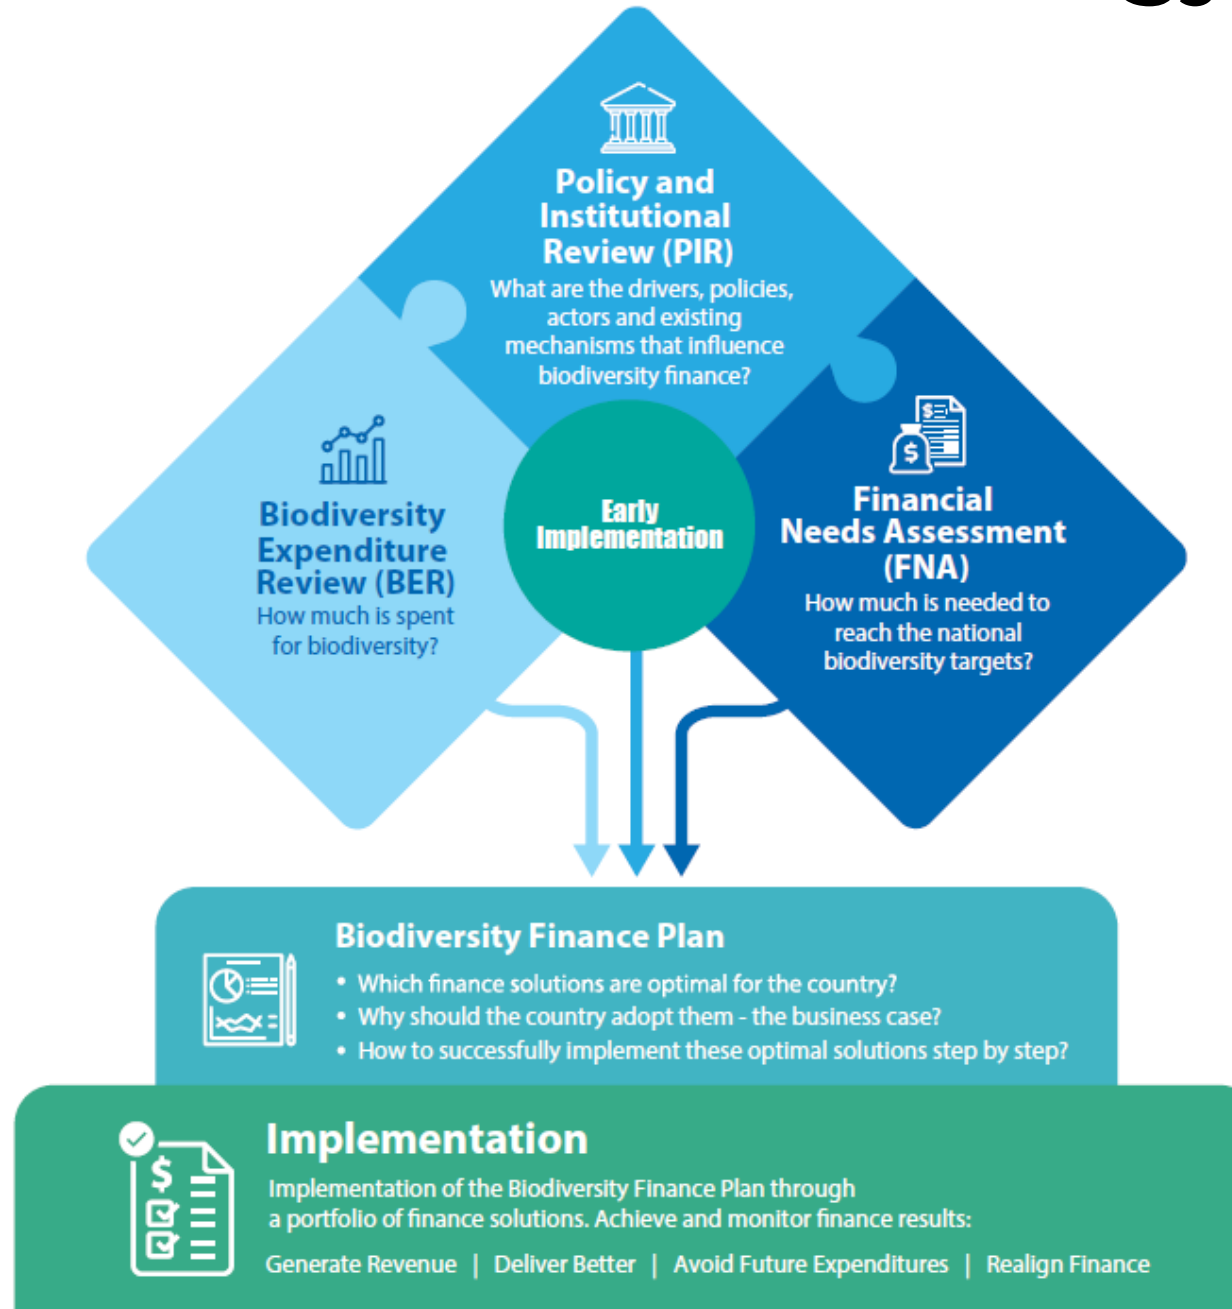 Policy and
Institutional
Review (PIR)
What are the drivers, policies,
actors and existing
mechanisms that influence
biodiversity finance?
Biodiversity
Expenditure
Review (BER)
How much is spent
for biodiversity?
Early
Implementation
$
$
Financial
Needs Assessment
(FNA)
How much is needed to
reach the national
biodiversity targets?
Biodiversity Finance Plan
• Which finance solutions are optimal for the country?
• Why should the country adopt them - the business case?
• How to successfully implement these optimal solutions step by step?
$
Implementation
Implementation of the Biodiversity Finance Plan through
a portfolio of finance solutions. Achieve and monitor finance results:
Generate Revenue | Deliver Better | Avoid Future Expenditures | Realign Finance